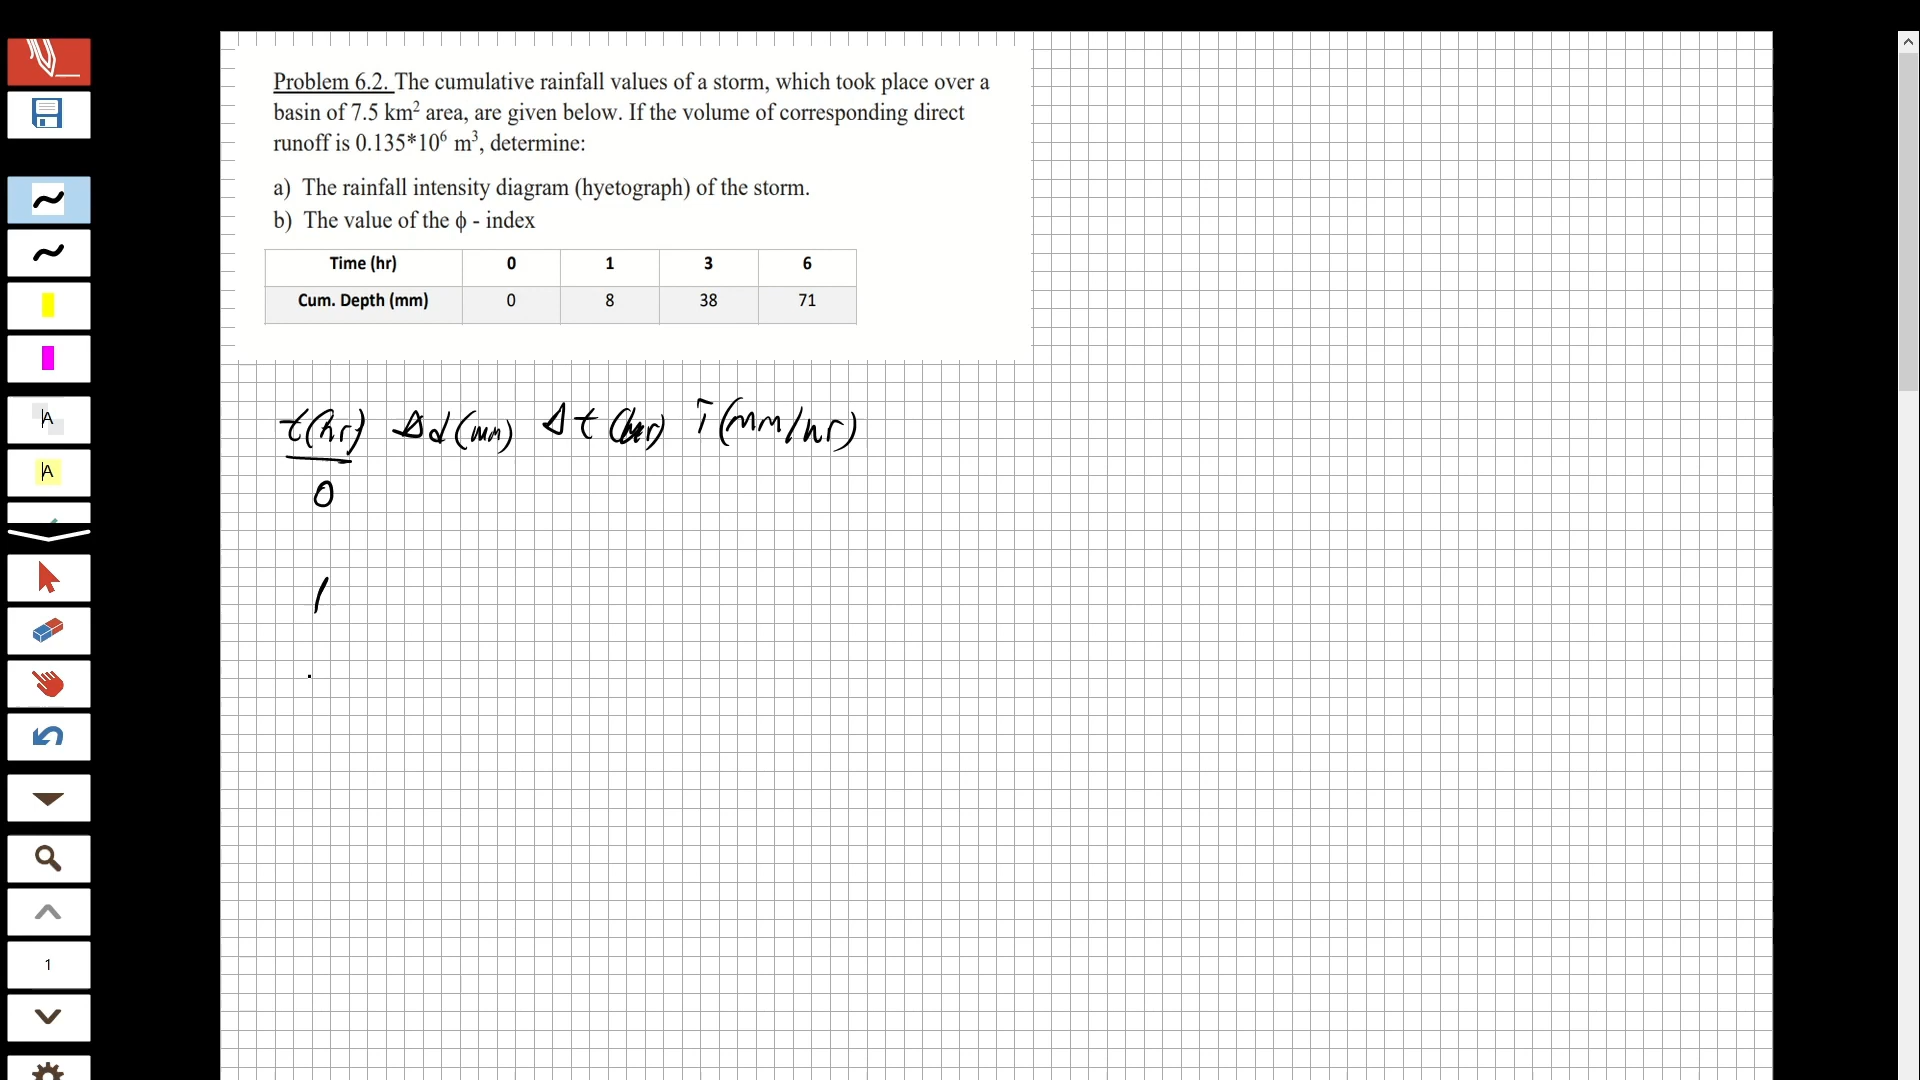 Problem 6.2. The cumulative rainfall values of a storm, which took place over a
basin of 7.5 km² area, are given below. If the volume of corresponding direct
runoff is 0.135*10⁶ m³, determine:
a) The rainfall intensity diagram (hyetograph) of the storm.
b) The value of the ϕ - index
Time (hr) 0 1 3 6
Cum. Depth (mm) 0 8 38 71
t(hr) Δd(mm) Δt(hr) i(mm/hr)
0
1
A
A
1